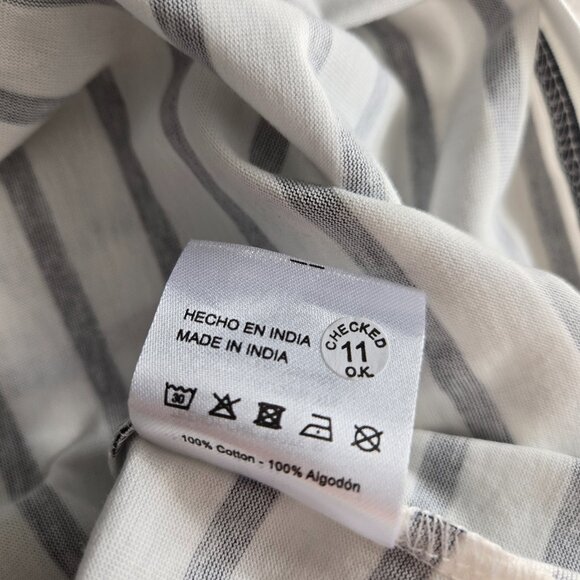 HECHO EN INDIA
MADE IN INDIA
CHECKED
11
O.K.
30
100% Cotton - 100% Algodón